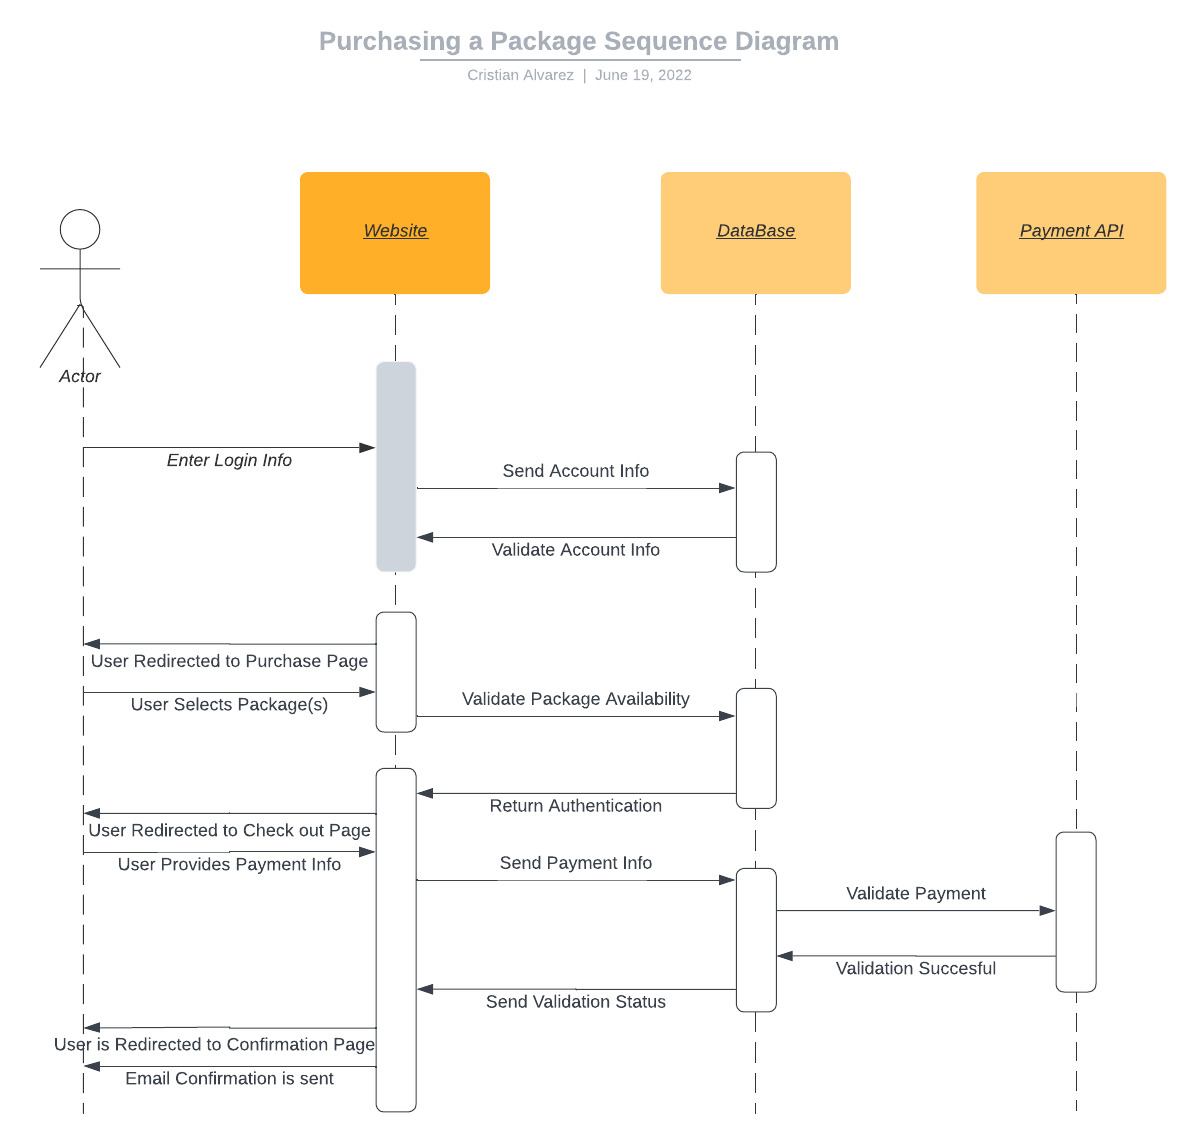 Purchasing a Package Sequence Diagram
Cristian Alvarez | June 19, 2022
Website
DataBase
Payment API
Actor
Enter Login Info
Send Account Info
Validate Account Info
User Redirected to Purchase Page
User Selects Package(s)
Validate Package Availability
Return Authentication
User Redirected to Check out Page
User Provides Payment Info
Send Payment Info
Validate Payment
Validation Succesful
Send Validation Status
User is Redirected to Confirmation Page
Email Confirmation is sent